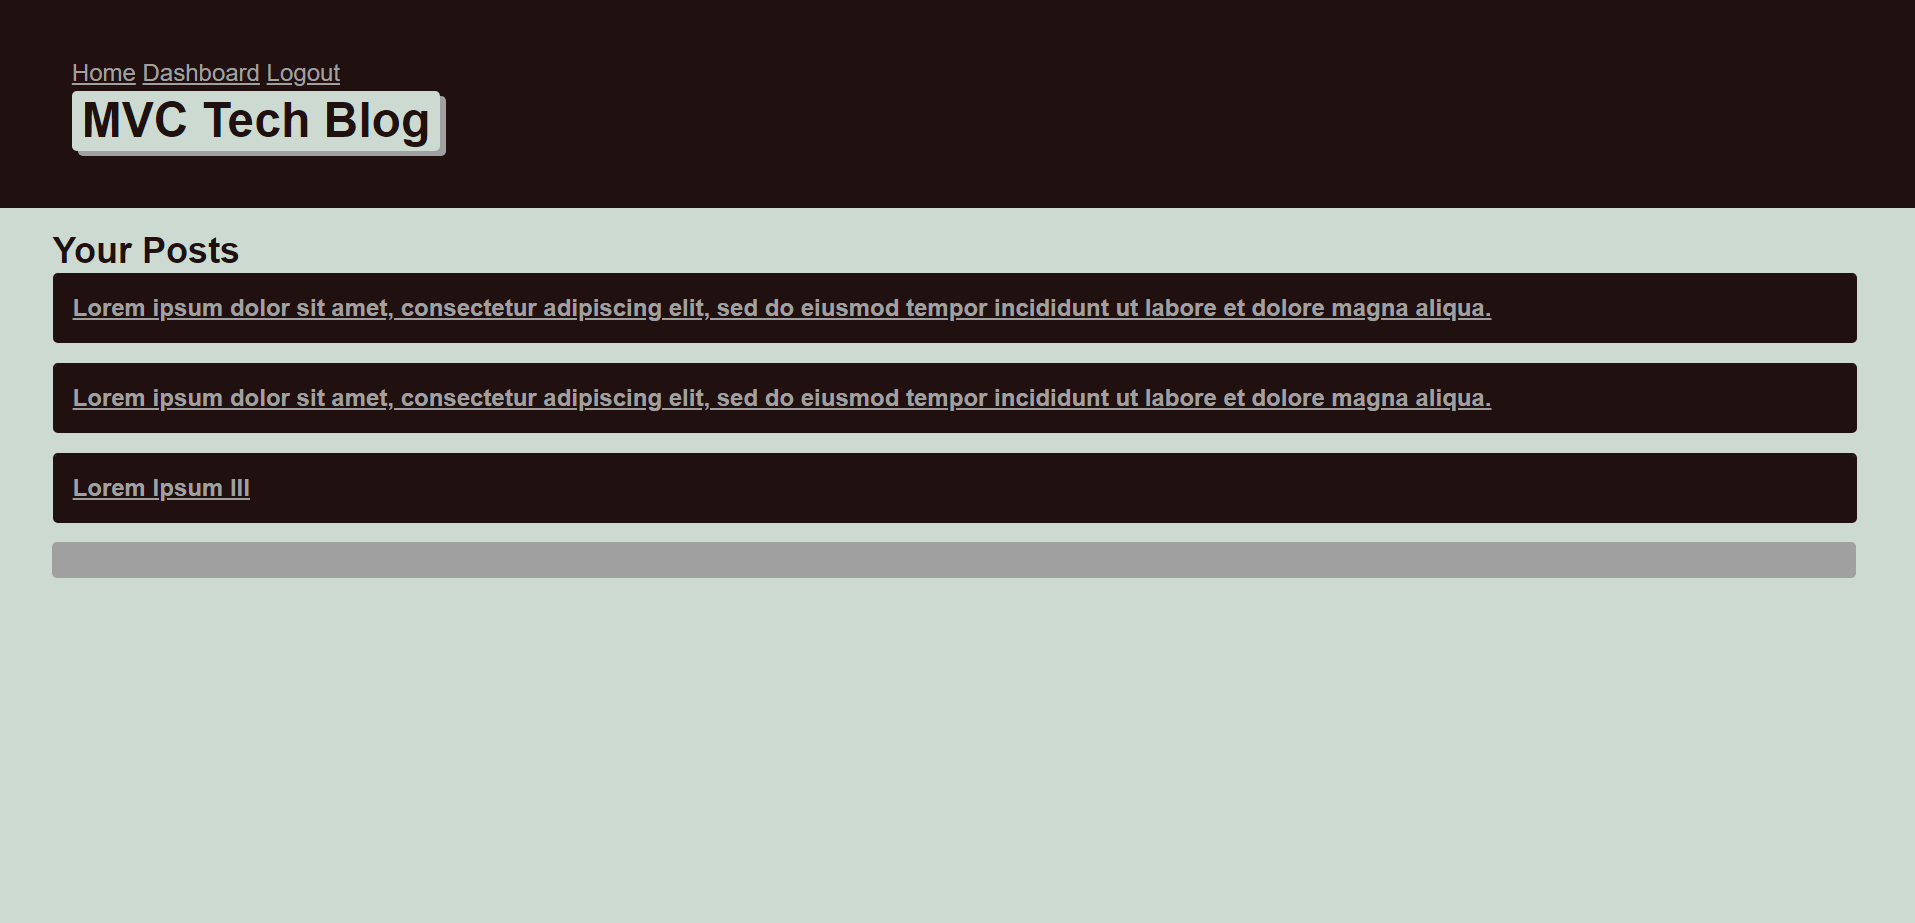 Home Dashboard Logout
MVC Tech Blog
Your Posts
Lorem ipsum dolor sit amet, consectetur adipiscing elit, sed do eiusmod tempor incididunt ut labore et dolore magna aliqua.
Lorem ipsum dolor sit amet, consectetur adipiscing elit, sed do eiusmod tempor incididunt ut labore et dolore magna aliqua.
Lorem Ipsum III